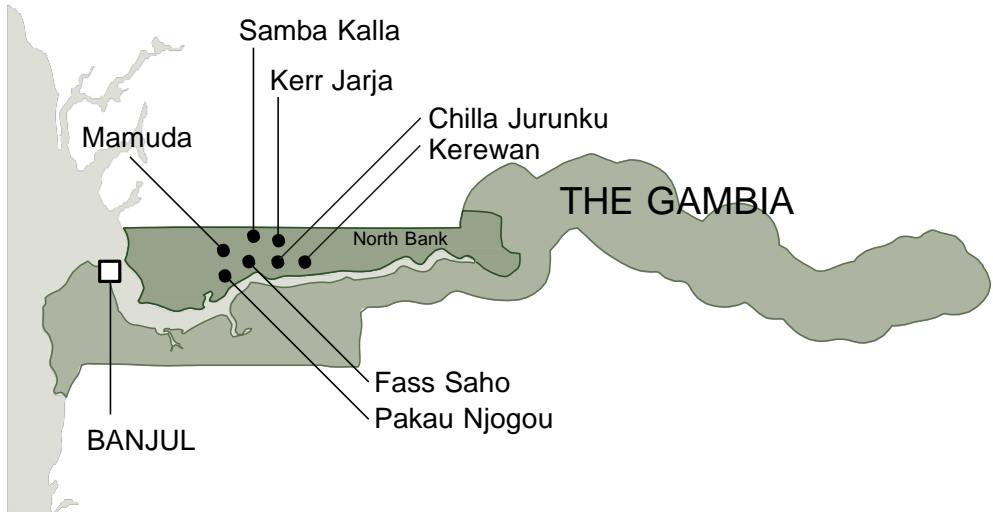 Samba Kalla
Kerr Jarja
Chilla Jurunku
Mamuda
Kerewan
THE GAMBIA
North Bank
Fass Saho
Pakau Njogou
BANJUL